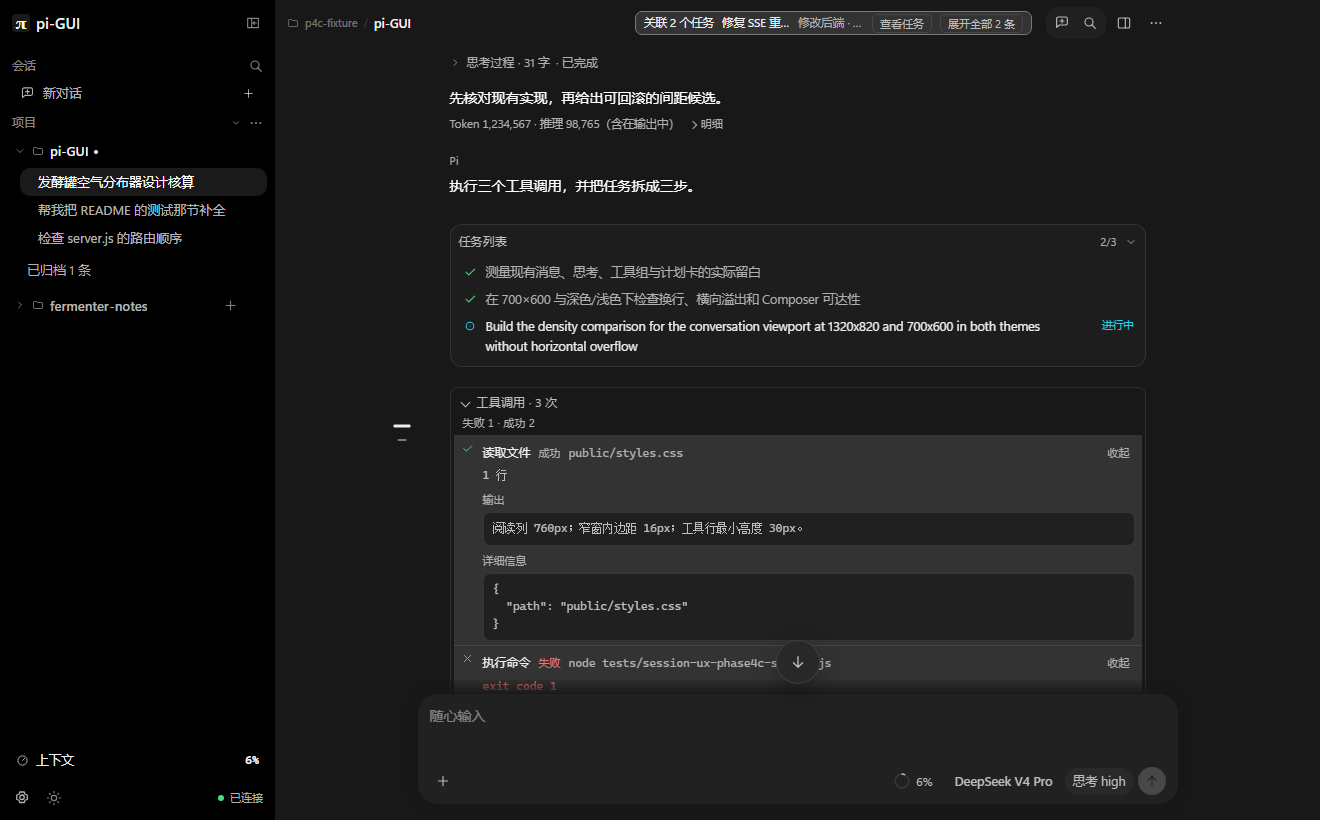 pi-GUI
会话
新对话
项目
pi-GUI
发酵罐空气分布器设计核算
帮我把 README 的测试那节补全
检查 server.js 的路由顺序
已归档 1 条
fermenter-notes
上下文 6%
已连接
p4c-fixture / pi-GUI
关联 2 个任务 修复 SSE 重... 修改后端 · ... 查看任务 展开全部 2 条
思考过程 · 31 字 · 已完成
先核对现有实现，再给出可回滚的间距候选。
Token 1,234,567 · 推理 98,765（含在输出中） 明细
Pi
执行三个工具调用，并把任务拆成三步。
任务列表 2/3
测量现有消息、思考、工具组与计划卡的实际留白
在 700×600 与深色/浅色下检查换行、横向溢出和 Composer 可达性
Build the density comparison for the conversation viewport at 1320x820 and 700x600 in both themes 进行中
without horizontal overflow
工具调用 · 3 次
失败 1 · 成功 2
读取文件 成功 public/styles.css 收起
1 行
输出
阅读列 760px；窄窗内边距 16px；工具行最小高度 30px。
详细信息
{
"path": "public/styles.css"
}
执行命令 失败 node tests/session-ux-phase4c-s js 收起
exit code 1
随心输入
6% DeepSeek V4 Pro 思考 high